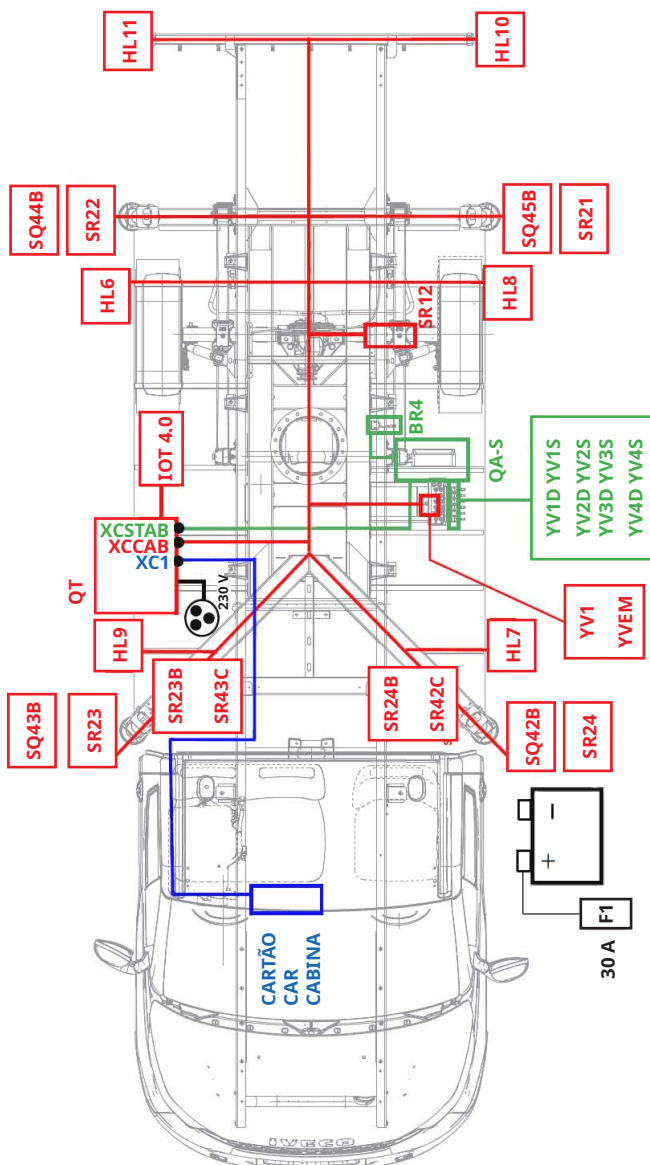 HL11
HL10
SQ44B
SR22
SQ45B
SR21
HL6
HL8
SR12
BR4
QA-S
IOT 4.0
QT
XCSTAB
XCCAB
XC1
230 V
YV1D YV1S
YV2D YV2S
YV3D YV3S
YV4D YV4S
YV1
YVEM
HL9
HL7
SR23B
SR43C
SR24B
SR42C
SQ43B
SR23
SQ42B
SR24
CARTÃO
CAR
CABINA
+
−
F1
30 A
IVECO